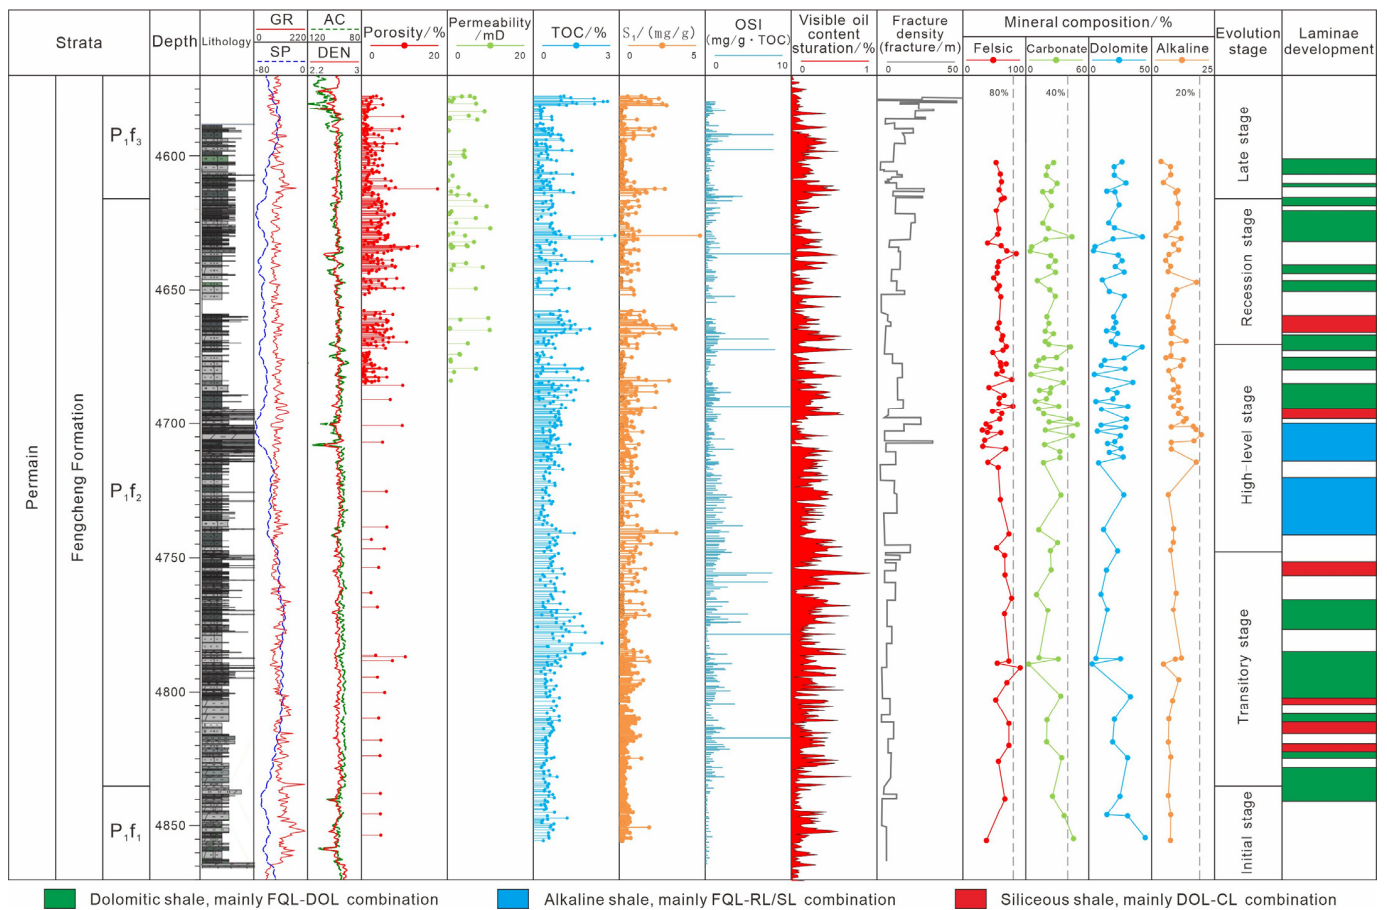 Strata
Depth
Lithology
GR
0 220
SP
-80 0
AC
120 80
DEN
2.2 3
Porosity/%
0 20
Permeability
/mD
0 20
TOC/%
0 3
S₁/(mg/g)
0 5
OSI
(mg/g·TOC)
0 10
Visible oil
content
sturation/%
0 1
Fracture
density
(fracture/m)
0 50
Mineral composition/%
Felsic
0 100
Carbonate
0 60
Dolomite
0 50
Alkaline
0 25
Evolution
stage
Laminae
development
80%
40%
20%
Permain
Fengcheng Formation
P₁f₃
P₁f₂
P₁f₁
4600
4650
4700
4750
4800
4850
Late stage
Recession stage
High-level stage
Transitory stage
Initial stage
Dolomitic shale, mainly FQL-DOL combination
Alkaline shale, mainly FQL-RL/SL combination
Siliceous shale, mainly DOL-CL combination